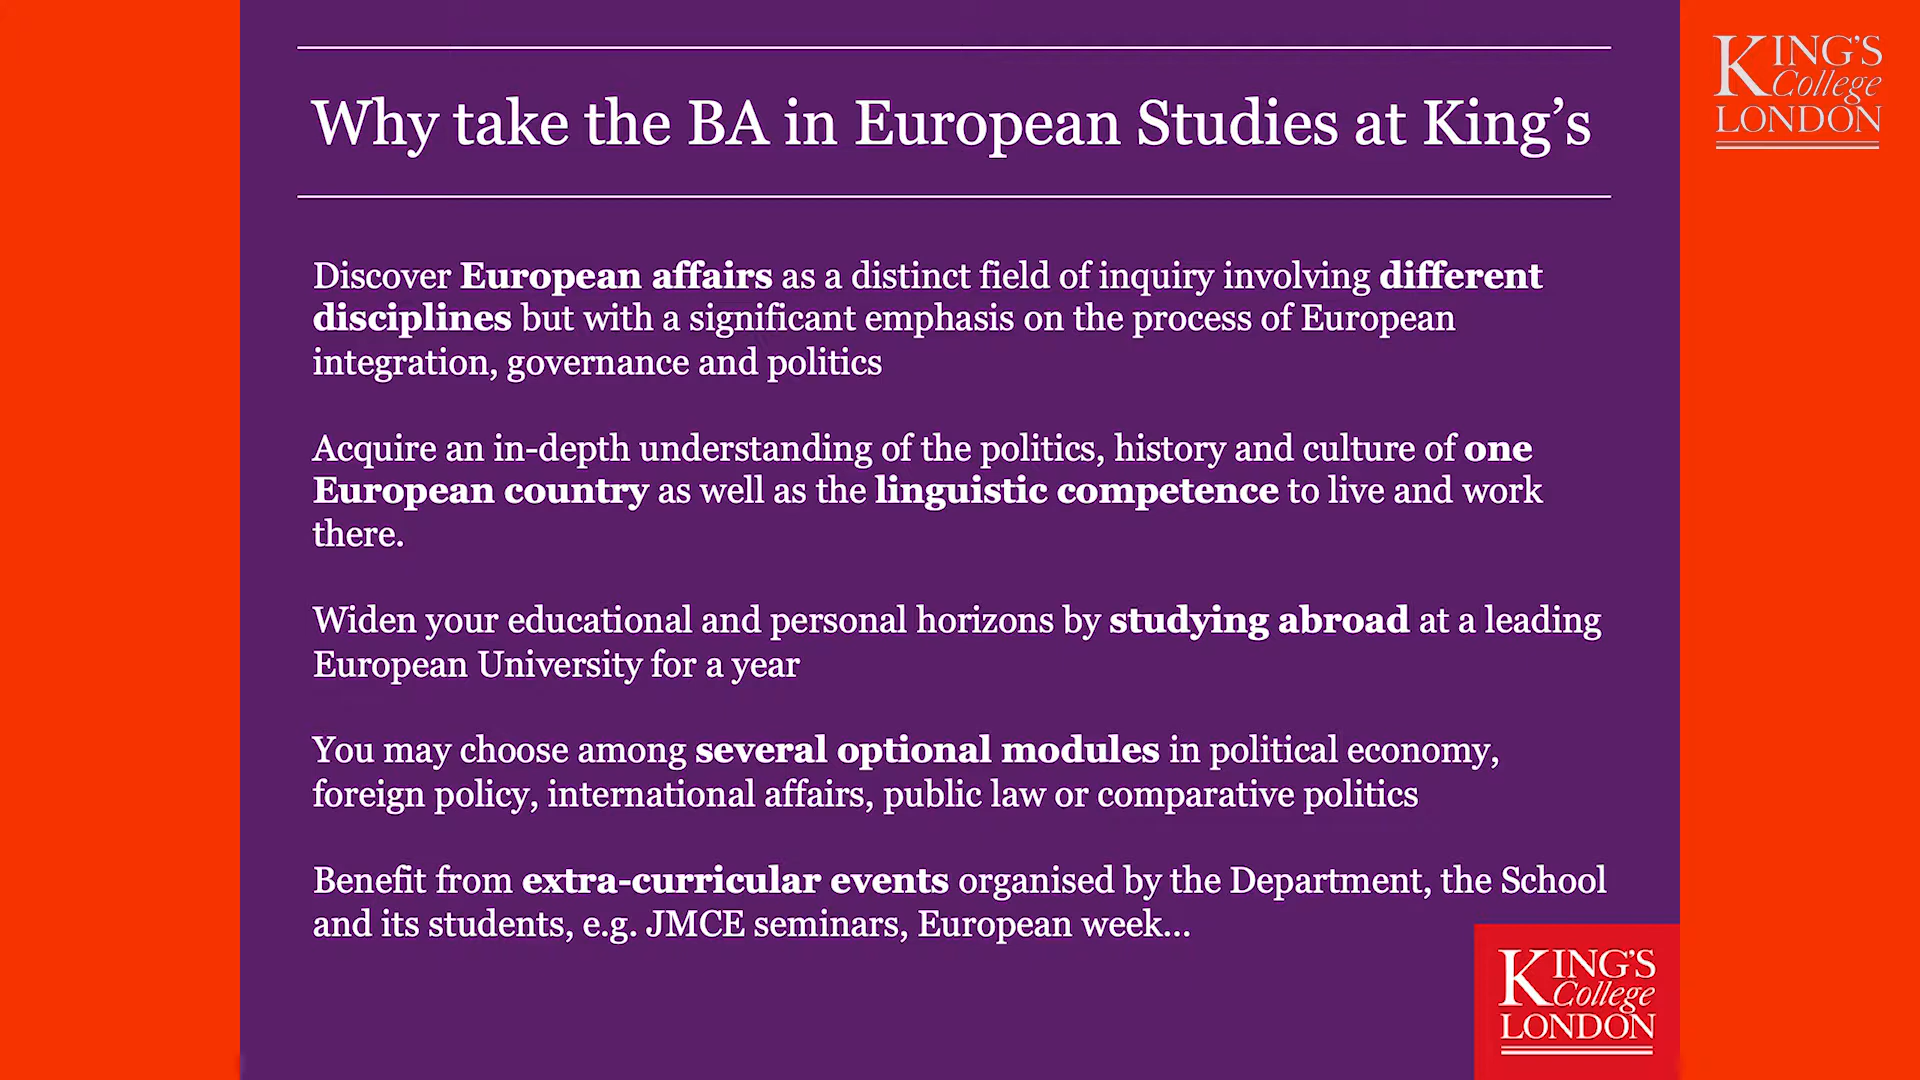 KING'S
College
LONDON
Why take the BA in European Studies at King’s
Discover European affairs as a distinct field of inquiry involving different
disciplines but with a significant emphasis on the process of European
integration, governance and politics
Acquire an in-depth understanding of the politics, history and culture of one
European country as well as the linguistic competence to live and work
there.
Widen your educational and personal horizons by studying abroad at a leading
European University for a year
You may choose among several optional modules in political economy,
foreign policy, international affairs, public law or comparative politics
Benefit from extra-curricular events organised by the Department, the School
and its students, e.g. JMCE seminars, European week...
KING'S
College
LONDON